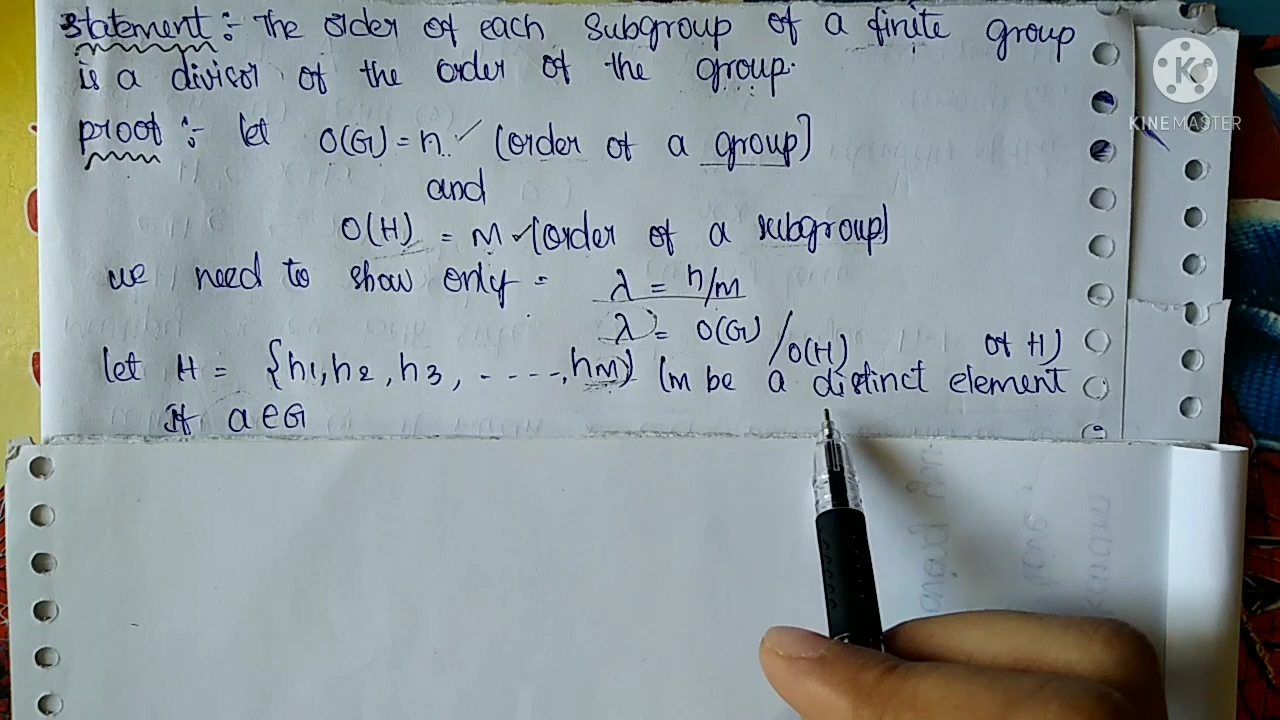 Statement :- The order of each subgroup of a finite group
is a divisor of the order of the group.
proof :- let O(G) = n ✓ (order of a group)
and
O(H) = m ✓ (order of a subgroup)
we need to show only = λ = n/m
λ = O(G) / O(H)
let H = {h1, h2, h3, - - - -, hm} (m be a distinct element of H)
If a ∈ G
K
KINEMASTER